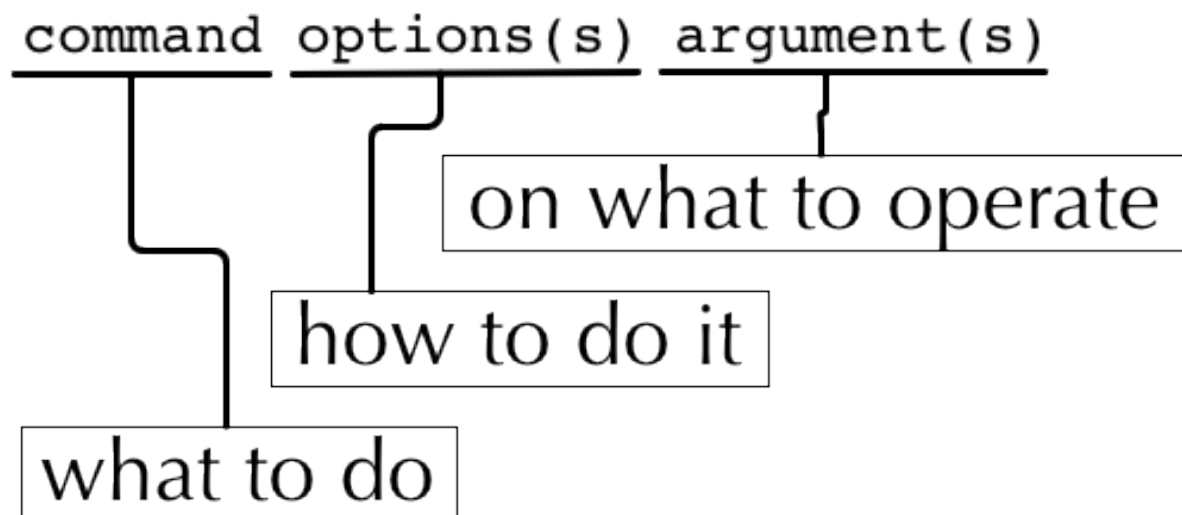 command options(s) argument(s)
on what to operate
how to do it
what to do